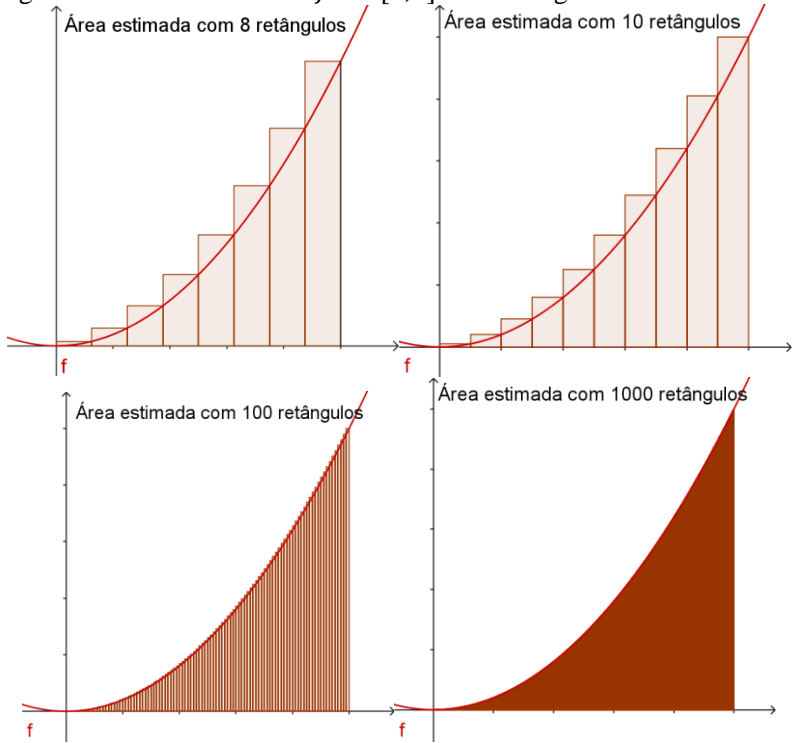 Área estimada com 8 retângulos
Área estimada com 10 retângulos
f
f
Área estimada com 100 retângulos
Área estimada com 1000 retângulos
f
f